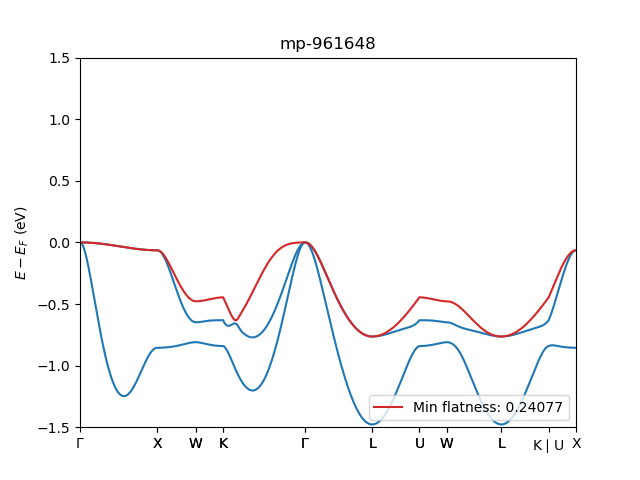 mp-961648
E − E_F (eV)
1.5
1.0
0.5
0.0
−0.5
−1.0
−1.5
Min flatness: 0.24077
Γ X W K Γ L U W L K | U X